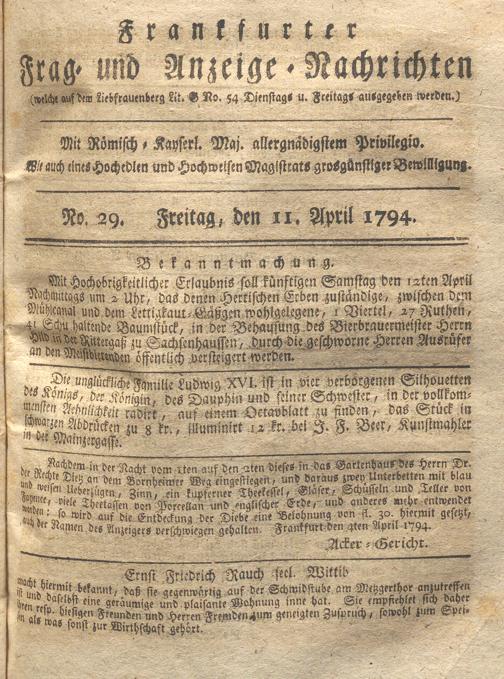 Frankfurter
Frag- und Anzeige-Nachrichten
(welche auf dem Liebfrauenberg Lit. G No. 54 Dienstags u. Freitags ausgegeben werden.)
Mit Römisch-Kayserl. Maj. allergnädigstem Privilegio.
Wie auch eines Hochedlen und Hochweisen Magistrats grosgünstiger Bewilligung.
No. 29. Freitag, den 11. April 1794.
Bekanntmachung.
Mit Hochobrigkeitlicher Erlaubnis soll künftigen Samstag den 12ten April
Nachmittags um 2 Uhr, das denen Herrischen Erben zuständige, zwischen dem
Mühlcanal und dem Lettigkaut-Gäßgen wohlgelegene, 1 Viertel, 27 Ruthen,
41 Schu haltende Baumstück, in der Behausung des Bierbrauermeister Herrn
Hild in der Rittergaß zu Sachsenhaussen, durch die geschworne Herren Ausrüfer
an den Meistbietenden öffentlich versteigert werden.
Die unglückliche Familie Ludwig XVI. ist in vier verborgenen Silhouetten
des Königs, der Königin, des Dauphin und seiner Schwester, in der vollkom-
mensten Aehnlichkeit radirt, auf einem Octavblatt zu finden, das Stück in
schwarzen Abdrücken zu 8 kr., illuminirt 12 kr. bei J. F. Beer, Kunstmahler
in der Mainzergasse.
Nachdem in der Nacht vom 1ten auf den 2ten dieses in das Gartenhaus des Herrn Dr.
der Rechte Dietz an dem Bornheimer Weg eingestiegen, und daraus zwey Unterbetten mit blau
und weisen Ueberzügen, Zinn, ein kupferner Theekessel, Gläser, Schüsseln und Teller von
Fayence, viele Theetassen von Porcellan und englischer Erde, und anderes mehr entwendet
worden: so wird auf die Entdeckung der Diebe eine Belohnung von fl. 30. hiermit gesetzt,
auch der Namen des Anzeigers verschwiegen gehalten. Frankfurt den 3ten April 1794.
Acker-Gericht.
Ernst Friedrich Rauch seel. Wittib
macht hiermit bekannt, daß sie gegenwärtig auf der Schmidstube am Metzgerthor anzutreffen
ist und daselbst eine geräumige und plaisante Wohnung inne hat. Sie empfiehlet sich daher
ihren resp. hiesigen Freunden und Herren Fremden zum geneigten Zuspruch, sowohl zum Spei-
sen als was sonst zur Wirthschaft gehört.